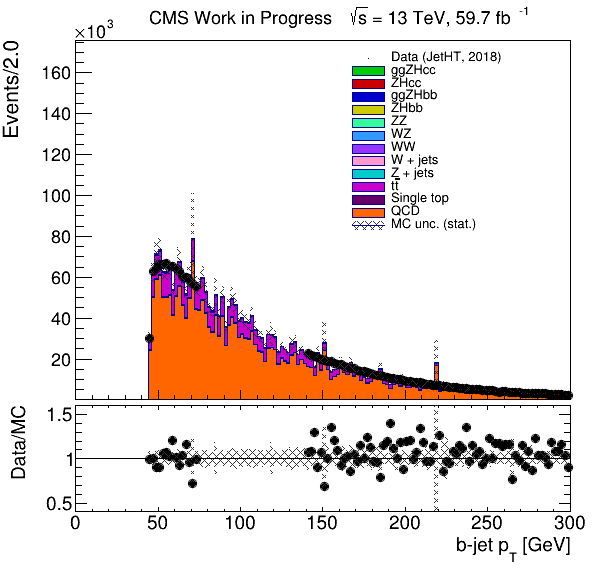 CMS Work in Progress √s = 13 TeV, 59.7 fb⁻¹
×10³
Events/2.0
160
140
120
100
80
60
40
20
Data (JetHT, 2018)
ggZHcc
ZHcc
ggZHbb
ZHbb
ZZ
WZ
WW
W + jets
Z + jets
tt̄
Single top
QCD
MC unc. (stat.)
Data/MC
1.5
1
0.5
0 50 100 150 200 250 300
b-jet p_T [GeV]